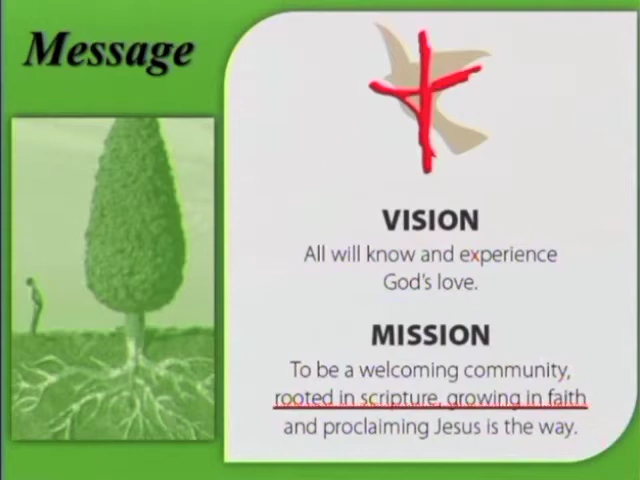 Message
VISION
All will know and experience
God's love.
MISSION
To be a welcoming community,
rooted in scripture, growing in faith
and proclaiming Jesus is the way.